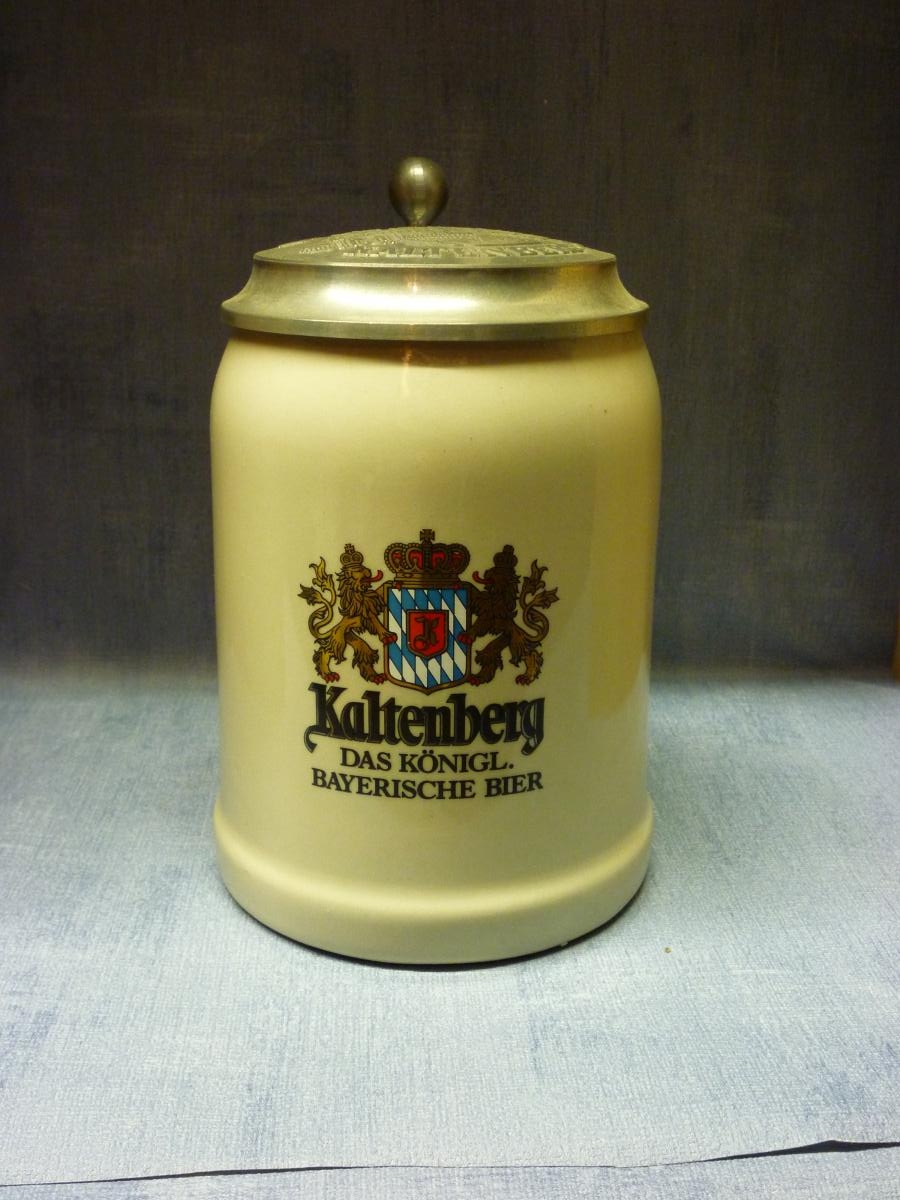 Kaltenberg
DAS KÖNIGL.
BAYERISCHE BIER